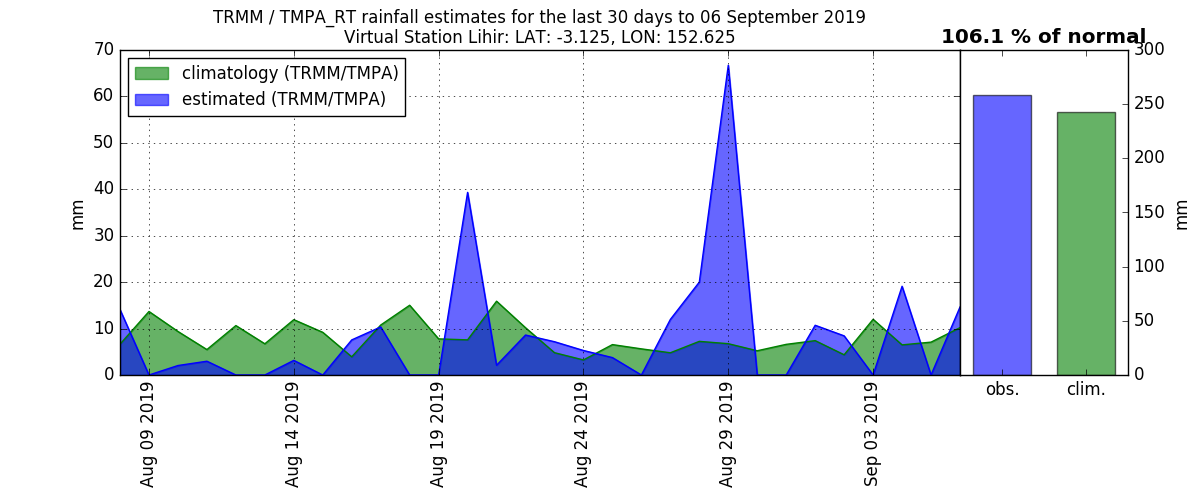 TRMM / TMPA_RT rainfall estimates for the last 30 days to 06 September 2019
Virtual Station Lihir: LAT: -3.125, LON: 152.625
106.1 % of normal
climatology (TRMM/TMPA)
estimated (TRMM/TMPA)
mm
70
60
50
40
30
20
10
0
Aug 09 2019
Aug 14 2019
Aug 19 2019
Aug 24 2019
Aug 29 2019
Sep 03 2019
obs.
clim.
300
250
200
150
100
50
0
mm